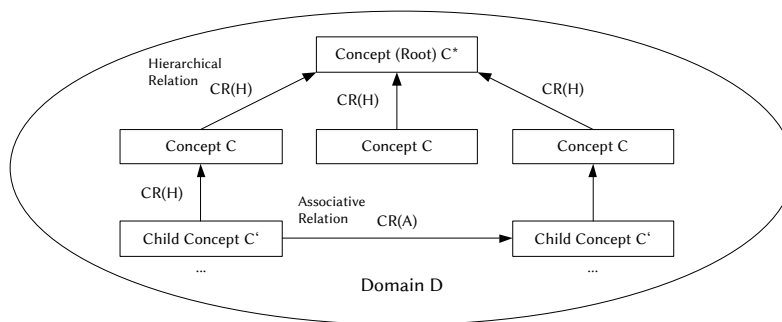 Concept (Root) C*
Hierarchical
Relation
CR(H)
CR(H)
CR(H)
Concept C
Concept C
Concept C
CR(H)
Associative
Relation
CR(A)
Child Concept C‘
Child Concept C‘
...
...
Domain D